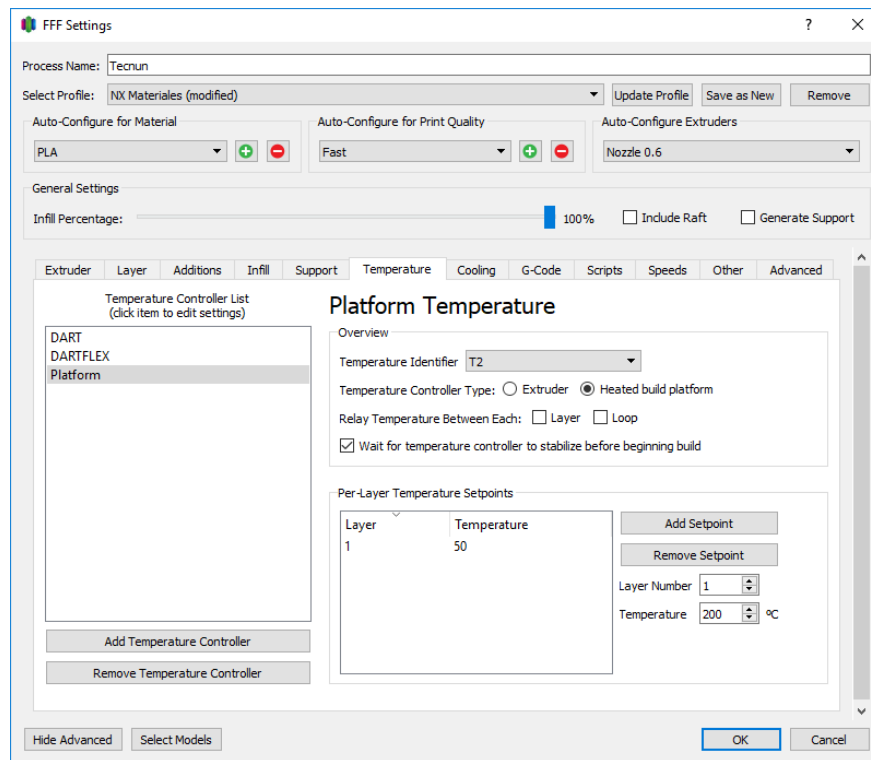 FFF Settings
?
Process Name: Tecnun
Select Profile: NX Materiales (modified) Update Profile Save as New Remove
Auto-Configure for Material
PLA
Auto-Configure for Print Quality
Fast
Auto-Configure Extruders
Nozzle 0.6
General Settings
Infill Percentage: 100% Include Raft Generate Support
Extruder Layer Additions Infill Support Temperature Cooling G-Code Scripts Speeds Other Advanced
Temperature Controller List
(click item to edit settings)
DART
DARTFLEX
Platform
Add Temperature Controller
Remove Temperature Controller
Platform Temperature
Overview
Temperature Identifier T2
Temperature Controller Type: Extruder Heated build platform
Relay Temperature Between Each: Layer Loop
Wait for temperature controller to stabilize before beginning build
Per-Layer Temperature Setpoints
Layer Temperature
1 50
Add Setpoint
Remove Setpoint
Layer Number 1
Temperature 200 ºC
Hide Advanced Select Models OK Cancel